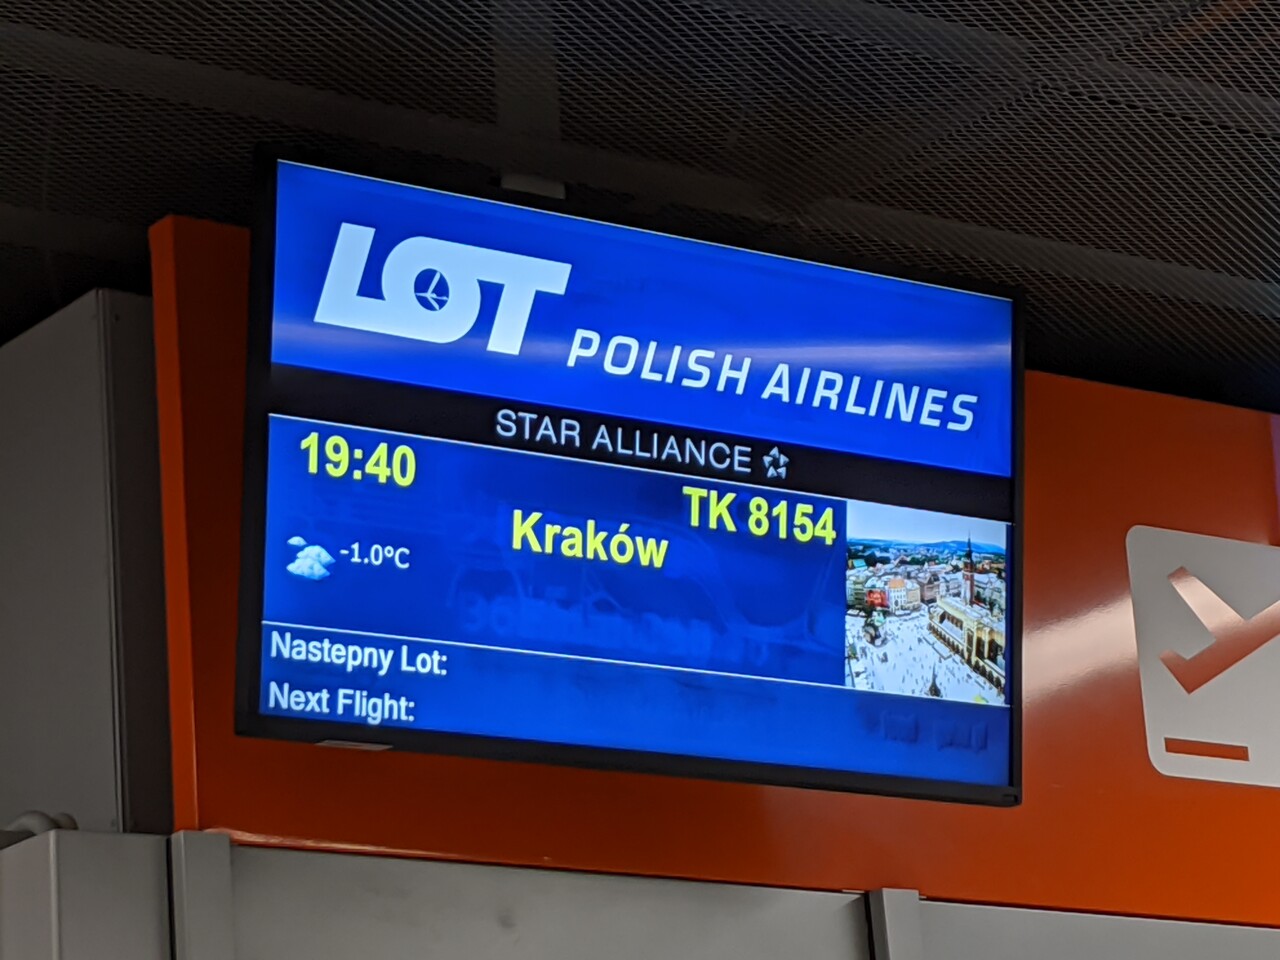 LOT POLISH AIRLINES
STAR ALLIANCE
19:40
TK 8154
Kraków
-1.0°C
Nastepny Lot:
Next Flight: